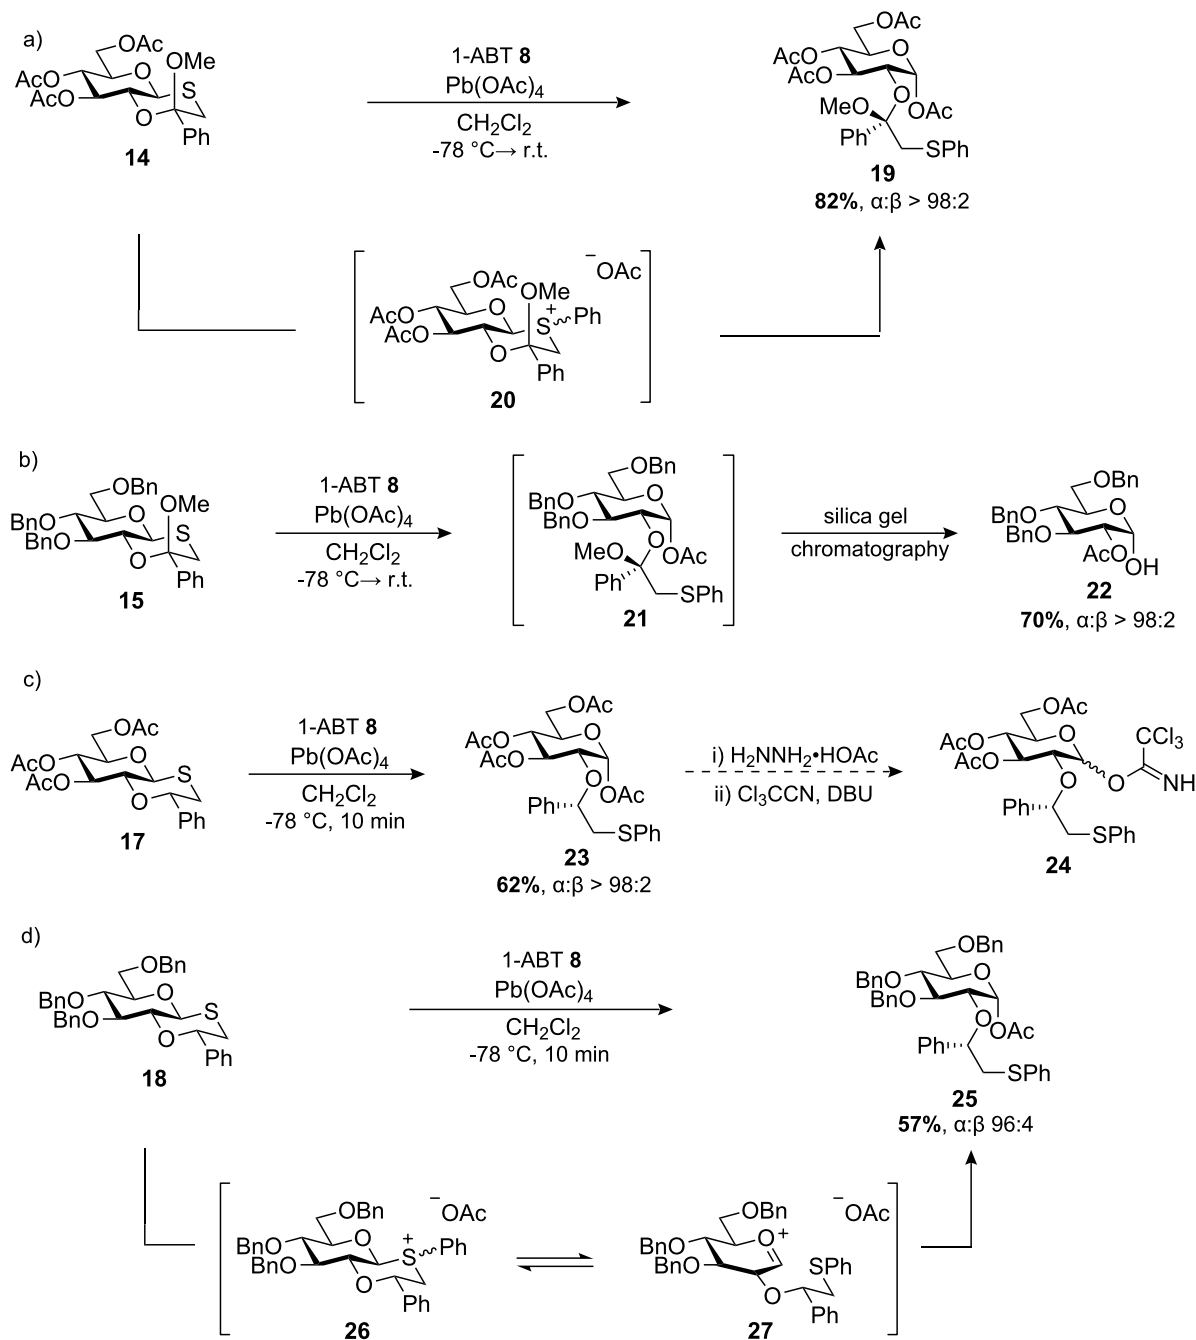 a)
OAc
OMe
AcO
AcO
O
S
O
Ph
14
1-ABT 8
Pb(OAc)4
CH2Cl2
-78 °C→ r.t.
OAc
AcO
AcO
O
O
OAc
MeO
Ph
SPh
19
82%, α:β > 98:2
OAc
OMe
−OAc
AcO
AcO
O
S+
Ph
O
Ph
20
b)
OBn
OMe
BnO
BnO
O
S
O
Ph
15
1-ABT 8
Pb(OAc)4
CH2Cl2
-78 °C→ r.t.
OBn
BnO
BnO
O
O
OAc
MeO
Ph
SPh
21
silica gel
chromatography
OBn
BnO
BnO
O
AcO
OH
22
70%, α:β > 98:2
c)
OAc
AcO
AcO
O
S
O
Ph
17
1-ABT 8
Pb(OAc)4
CH2Cl2
-78 °C, 10 min
OAc
AcO
AcO
O
O
OAc
Ph
SPh
23
62%, α:β > 98:2
i) H2NNH2•HOAc
ii) Cl3CCN, DBU
OAc
AcO
AcO
O
O
O
CCl3
NH
Ph
SPh
24
d)
OBn
BnO
BnO
O
S
O
Ph
18
1-ABT 8
Pb(OAc)4
CH2Cl2
-78 °C, 10 min
OBn
BnO
BnO
O
O
OAc
Ph
SPh
25
57%, α:β 96:4
OBn
−OAc
BnO
BnO
O
S+
Ph
O
Ph
26
OBn
−OAc
BnO
BnO
O+
SPh
O
Ph
27